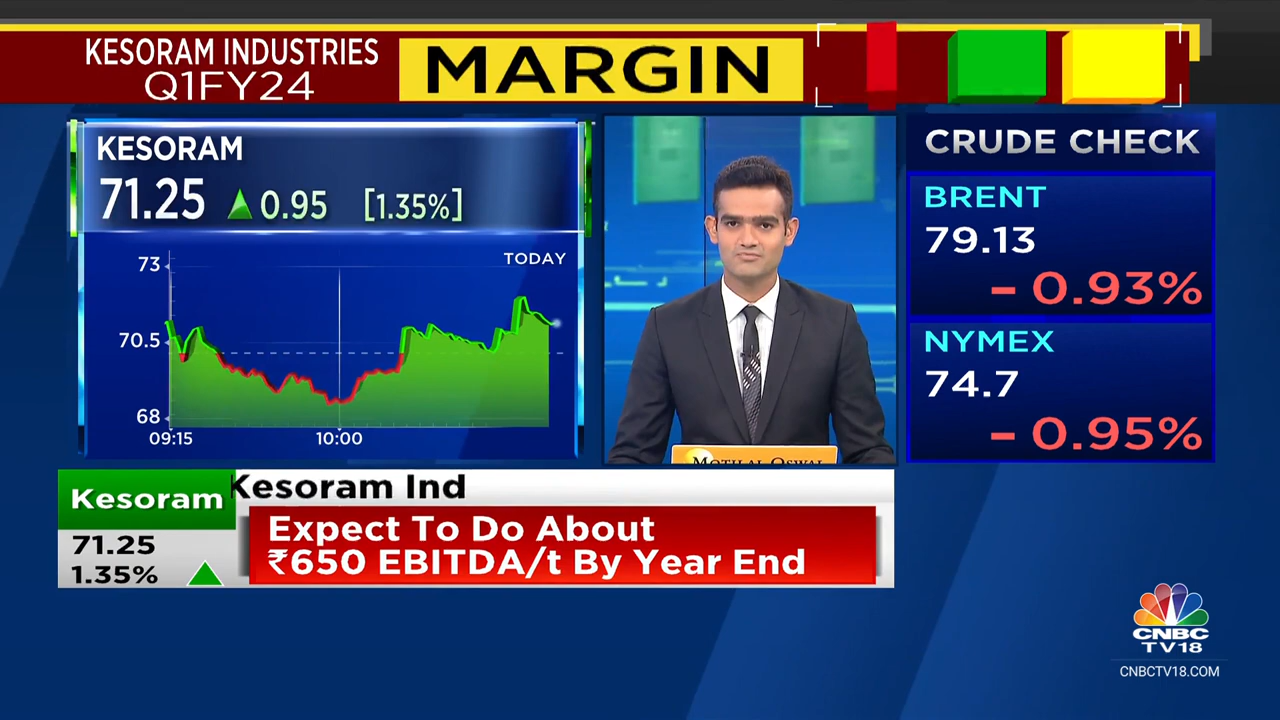 KESORAM INDUSTRIES
Q1FY24
MARGIN
KESORAM
71.25 ▲ 0.95 [1.35%]
TODAY
73
70.5
68
09:15 10:00
MOTILAL OSWAL
CRUDE CHECK
BRENT
79.13
- 0.93%
NYMEX
74.7
- 0.95%
Kesoram
71.25
1.35%
Kesoram Ind
Expect To Do About
₹650 EBITDA/t By Year End
CNBC
TV18
CNBCTV18.COM